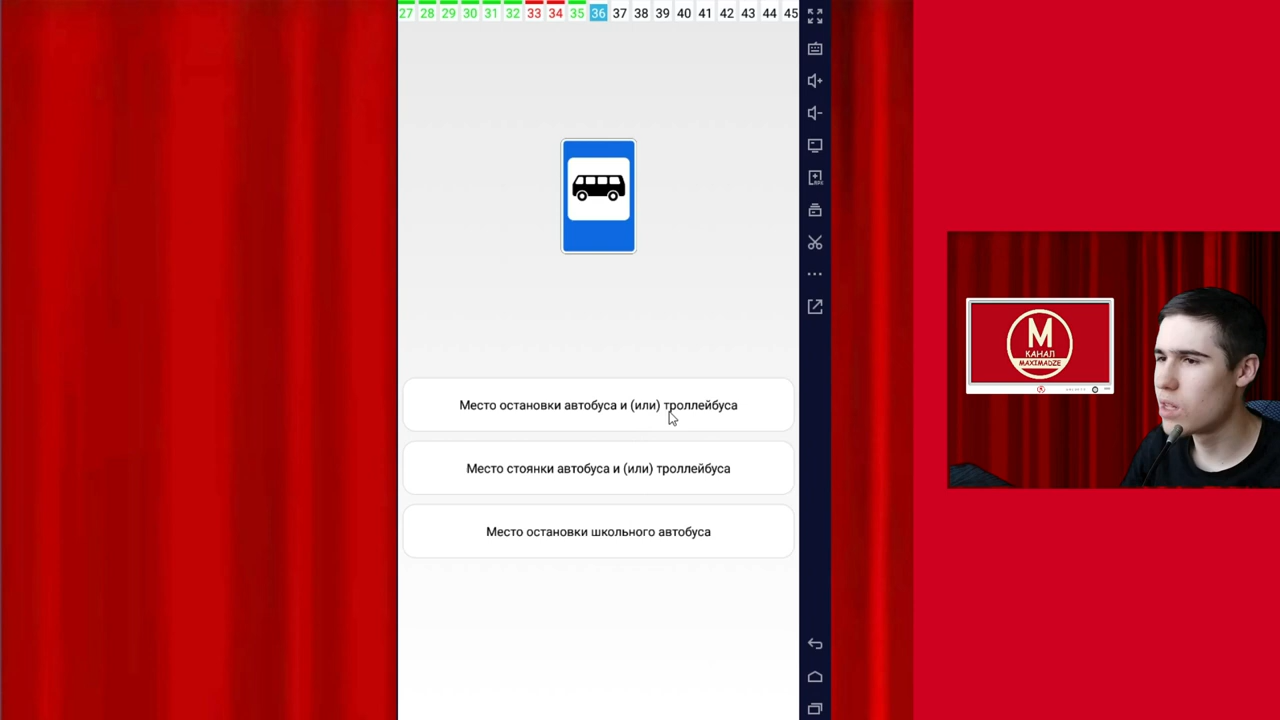 27 28 29 30 31 32 33 34 35 36 37 38 39 40 41 42 43 44 45
Место остановки автобуса и (или) троллейбуса
Место стоянки автобуса и (или) троллейбуса
Место остановки школьного автобуса
М
КАНАЛ
MAXIMADZE